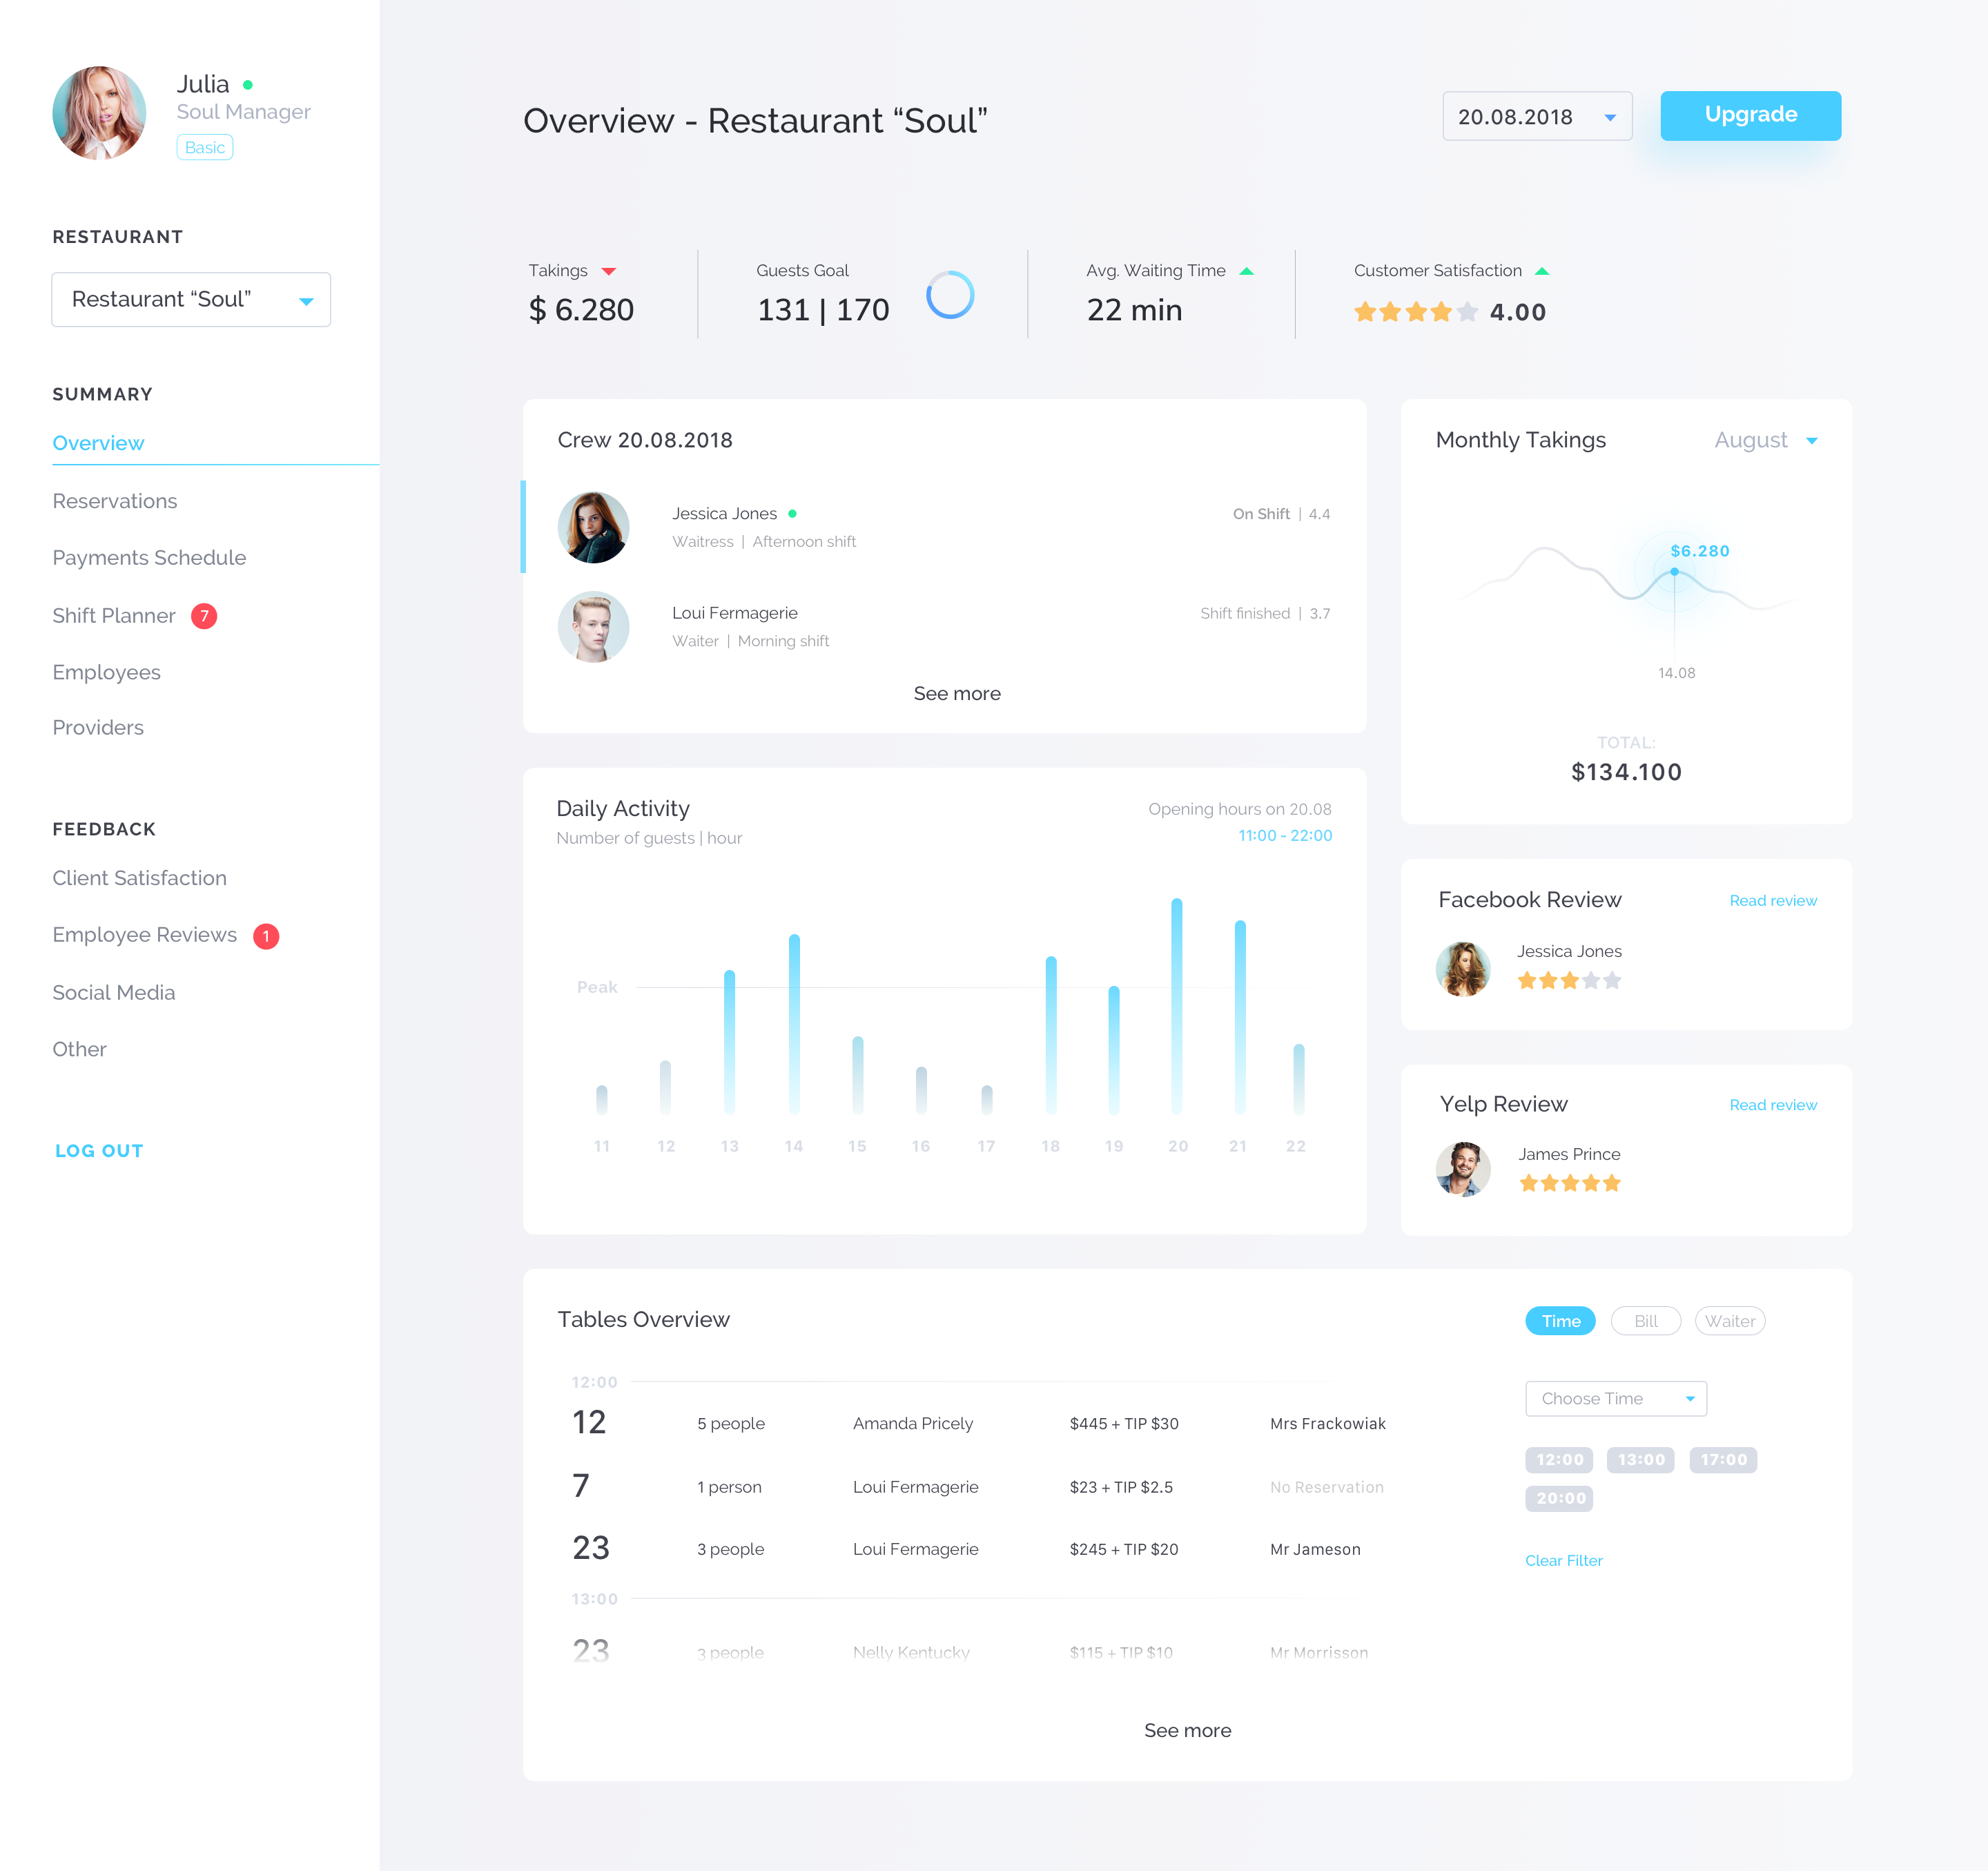 Julia
Soul Manager
Basic
RESTAURANT
Restaurant “Soul”
SUMMARY
Overview
Reservations
Payments Schedule
Shift Planner 7
Employees
Providers
FEEDBACK
Client Satisfaction
Employee Reviews 1
Social Media
Other
LOG OUT
Overview - Restaurant “Soul”
20.08.2018
Upgrade
Takings
$ 6.280
Guests Goal
131 | 170
Avg. Waiting Time
22 min
Customer Satisfaction
4.00
Crew 20.08.2018
Jessica Jones
On Shift | 4.4
Waitress | Afternoon shift
Loui Fermagerie
Shift finished | 3.7
Waiter | Morning shift
See more
Monthly Takings
August
$6.280
14.08
TOTAL:
$134.100
Daily Activity
Number of guests | hour
Opening hours on 20.08
11:00 - 22:00
Peak
11 12 13 14 15 16 17 18 19 20 21 22
Facebook Review
Read review
Jessica Jones
Yelp Review
Read review
James Prince
Tables Overview
Time
Bill
Waiter
12:00
12 5 people Amanda Pricely $445 + TIP $30 Mrs Frackowiak
7 1 person Loui Fermagerie $23 + TIP $2.5 No Reservation
23 3 people Loui Fermagerie $245 + TIP $20 Mr Jameson
13:00
23 3 people Nelly Kentucky $115 + TIP $10 Mr Morrisson
See more
Choose Time
12:00 13:00 17:00
20:00
Clear Filter